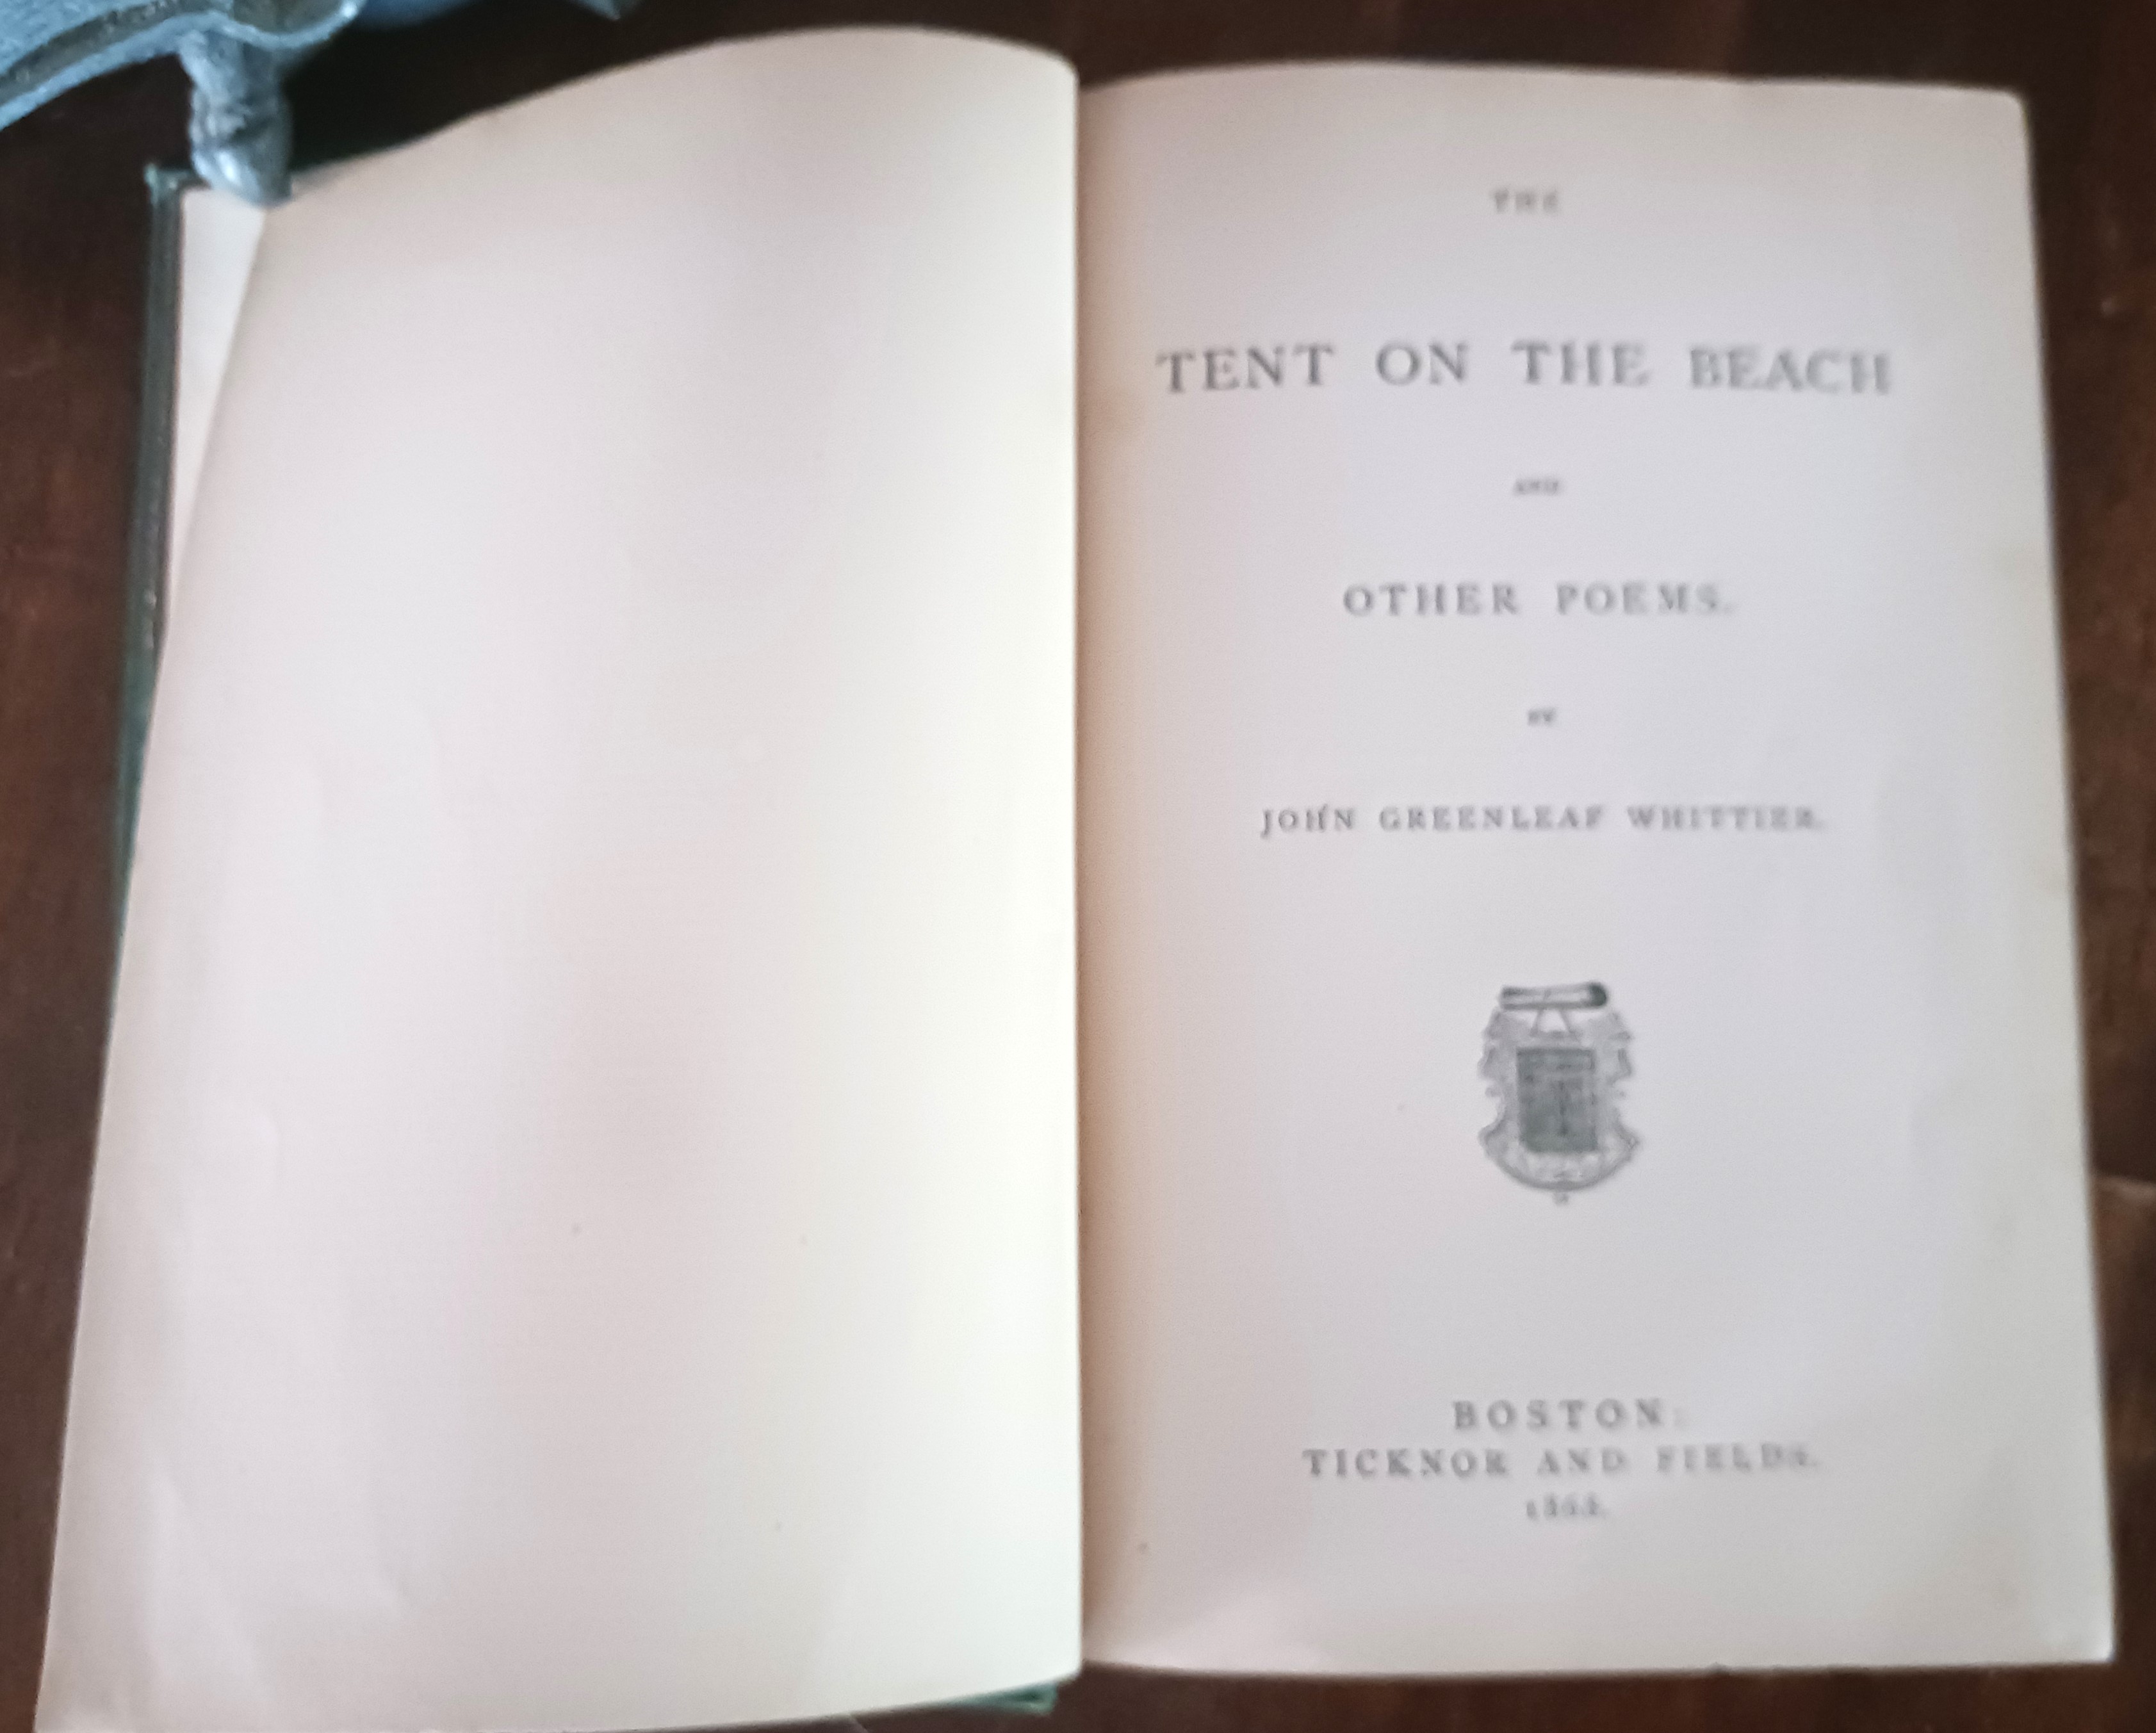 THE
TENT ON THE BEACH
AND
OTHER POEMS.
BY
JOHN GREENLEAF WHITTIER.
BOSTON:
TICKNOR AND FIELDS.